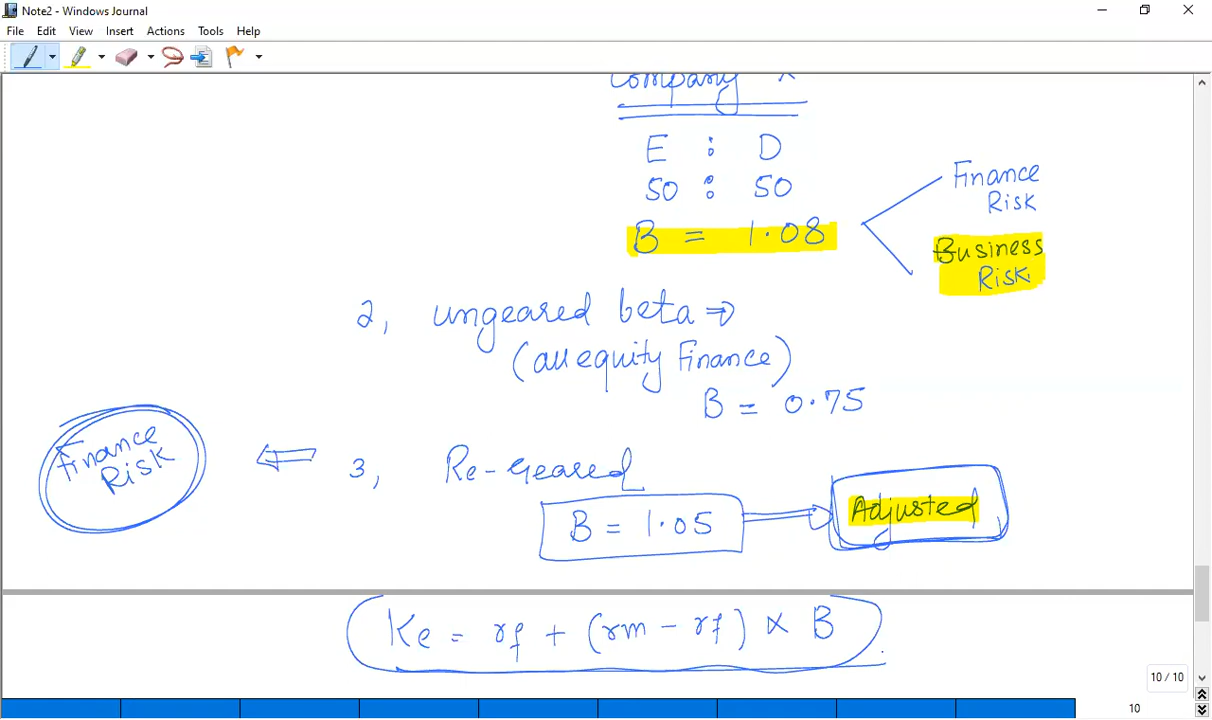 Note2 - Windows Journal
File Edit View Insert Actions Tools Help
Company X
E : D
50 : 50
B = 1.08
Finance
Risk
Business
Risk
2, ungeared beta ⇒
(all equity Finance)
B = 0.75
Finance
Risk
3, Re-Geared
B = 1.05
Adjusted
Ke = rf + (rm - rf) × B
10 / 10
10